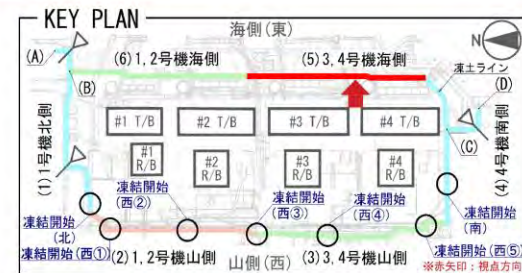 KEY PLAN
海側(東)
N
(A)
(6)1,2号機海側
(5)3,4号機海側
凍土ライン
(B)
(D)
#1 T/B
#2 T/B
#3 T/B
#4 T/B
(C)
(1)1号機北側
#1
R/B
#2
R/B
#3
R/B
#4
R/B
(4)4号機南側
凍結開始
(西②)
凍結開始
(西③)
凍結開始
(西④)
凍結開始
(北)
凍結開始
(南)
凍結開始(西①)
(2)1,2号機山側
(3)3,4号機山側
凍結開始(西⑤)
山側(西)
※赤矢印:視点方向